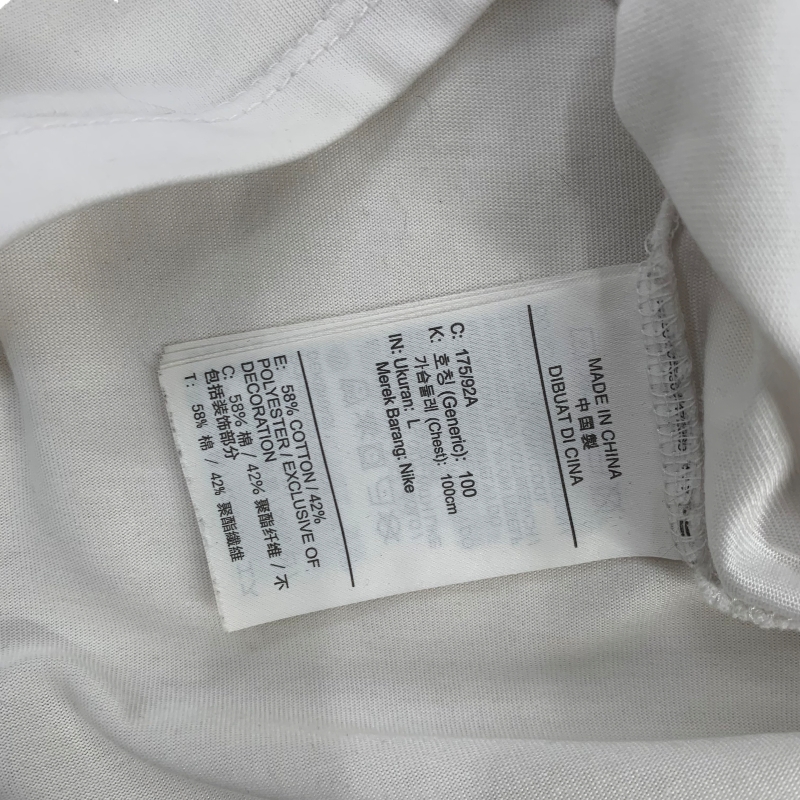 MADE IN CHINA
中国製
DIBUAT DI CINA
C: 175/92A
K: 호칭 (Generic): 100
가슴둘레 (Chest): 100cm
IN: Ukuran: L
Merek Barang: Nike
E: 58% COTTON / 42%
POLYESTER / EXCLUSIVE OF
DECORATION
C: 58% 棉 / 42% 聚酯纤维 / 不
包括装饰部分
T: 58% 棉 / 42% 聚酯纖維